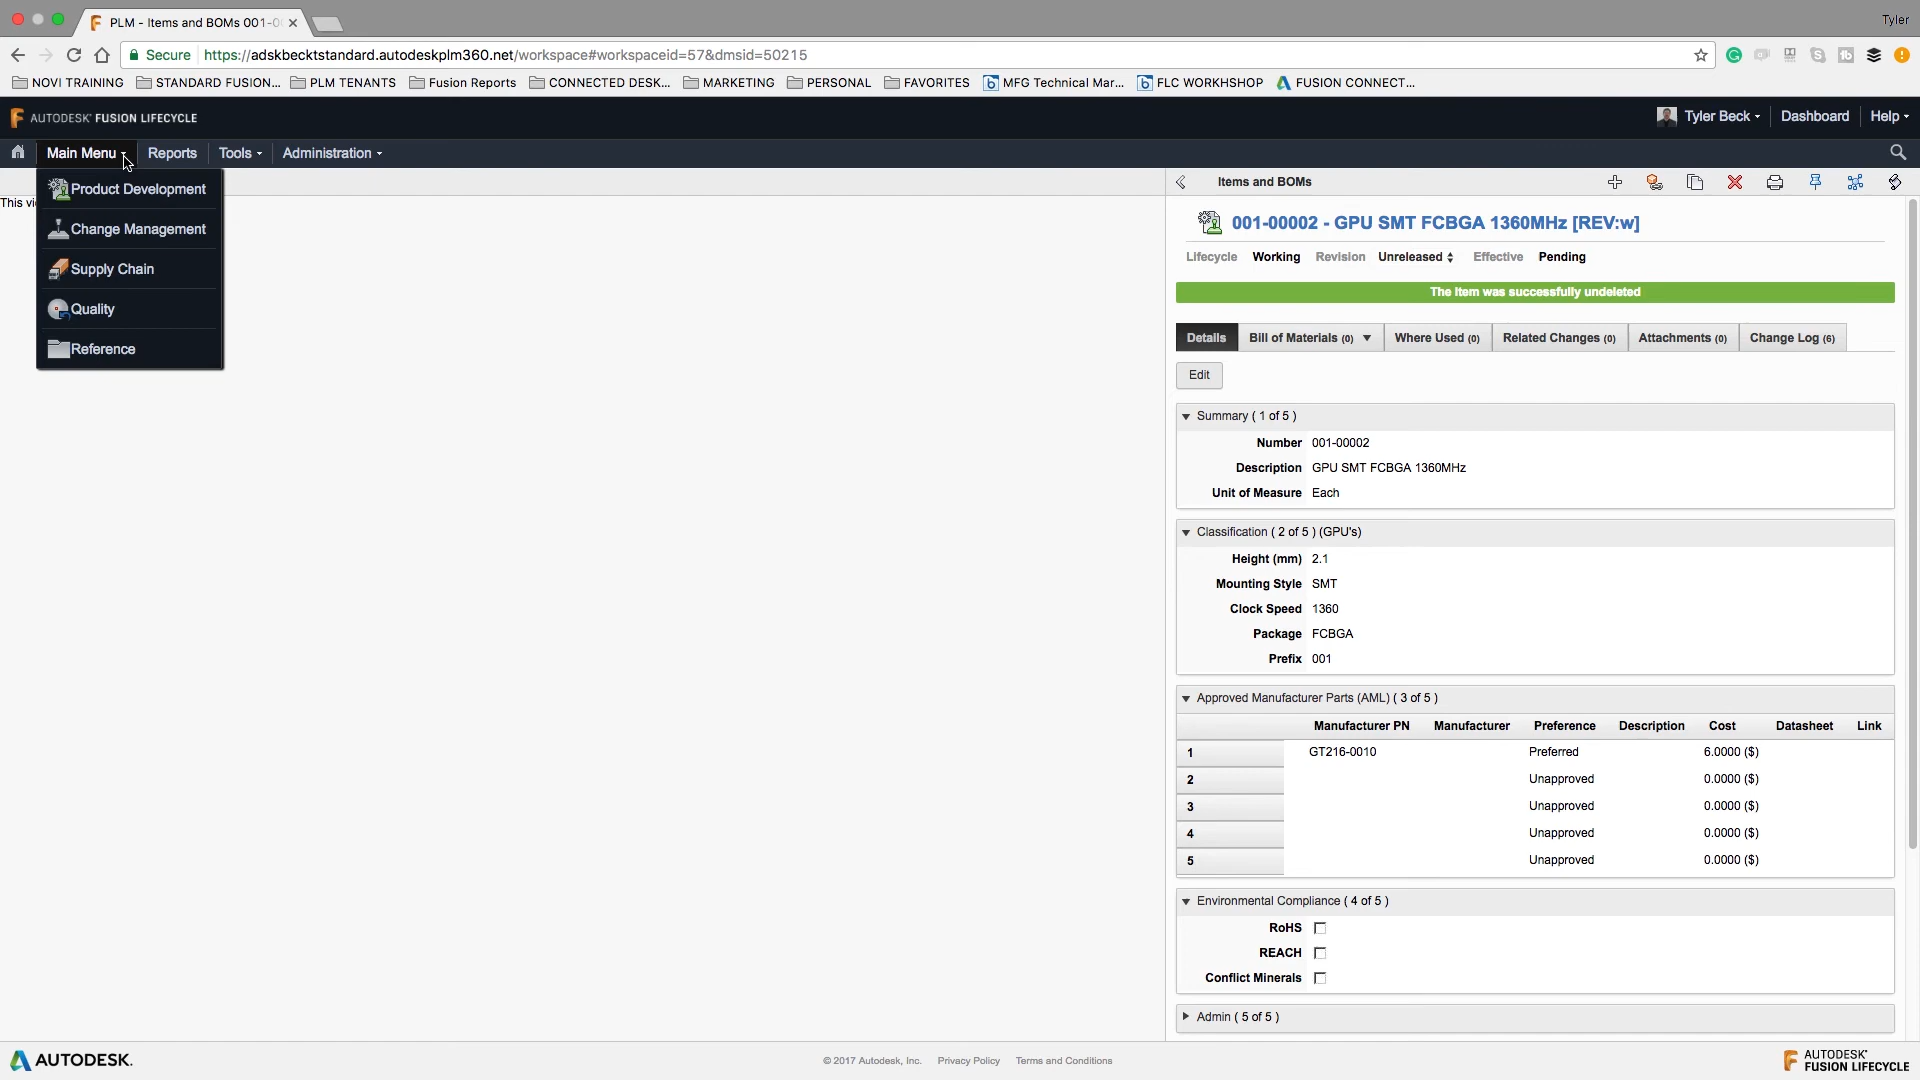 PLM - Items and BOMs 001-0
Tyler
Secure https://adskbecktstandard.autodeskplm360.net/workspace#workspaceid=57&dmsid=50215
NOVI TRAINING STANDARD FUSION... PLM TENANTS Fusion Reports CONNECTED DESK... MARKETING PERSONAL FAVORITES MFG Technical Mar... FLC WORKHSHOP FUSION CONNECT...
AUTODESK® FUSION LIFECYCLE
Tyler Beck Dashboard Help
Main Menu Reports Tools Administration
Product Development
Change Management
Supply Chain
Quality
Reference
This vi
Items and BOMs
001-00002 - GPU SMT FCBGA 1360MHz [REV:w]
Lifecycle Working Revision Unreleased Effective Pending
The Item was successfully undeleted
Details Bill of Materials (0) Where Used (0) Related Changes (0) Attachments (0) Change Log (6)
Edit
Summary ( 1 of 5 )
Number 001-00002
Description GPU SMT FCBGA 1360MHz
Unit of Measure Each
Classification ( 2 of 5 ) (GPU's)
Height (mm) 2.1
Mounting Style SMT
Clock Speed 1360
Package FCBGA
Prefix 001
Approved Manufacturer Parts (AML) ( 3 of 5 )
Manufacturer PN Manufacturer Preference Description Cost Datasheet Link
1 GT216-0010 Preferred 6.0000 ($)
2 Unapproved 0.0000 ($)
3 Unapproved 0.0000 ($)
4 Unapproved 0.0000 ($)
5 Unapproved 0.0000 ($)
Environmental Compliance ( 4 of 5 )
RoHS
REACH
Conflict Minerals
Admin ( 5 of 5 )
AUTODESK.
© 2017 Autodesk, Inc. Privacy Policy Terms and Conditions
AUTODESK®
FUSION LIFECYCLE